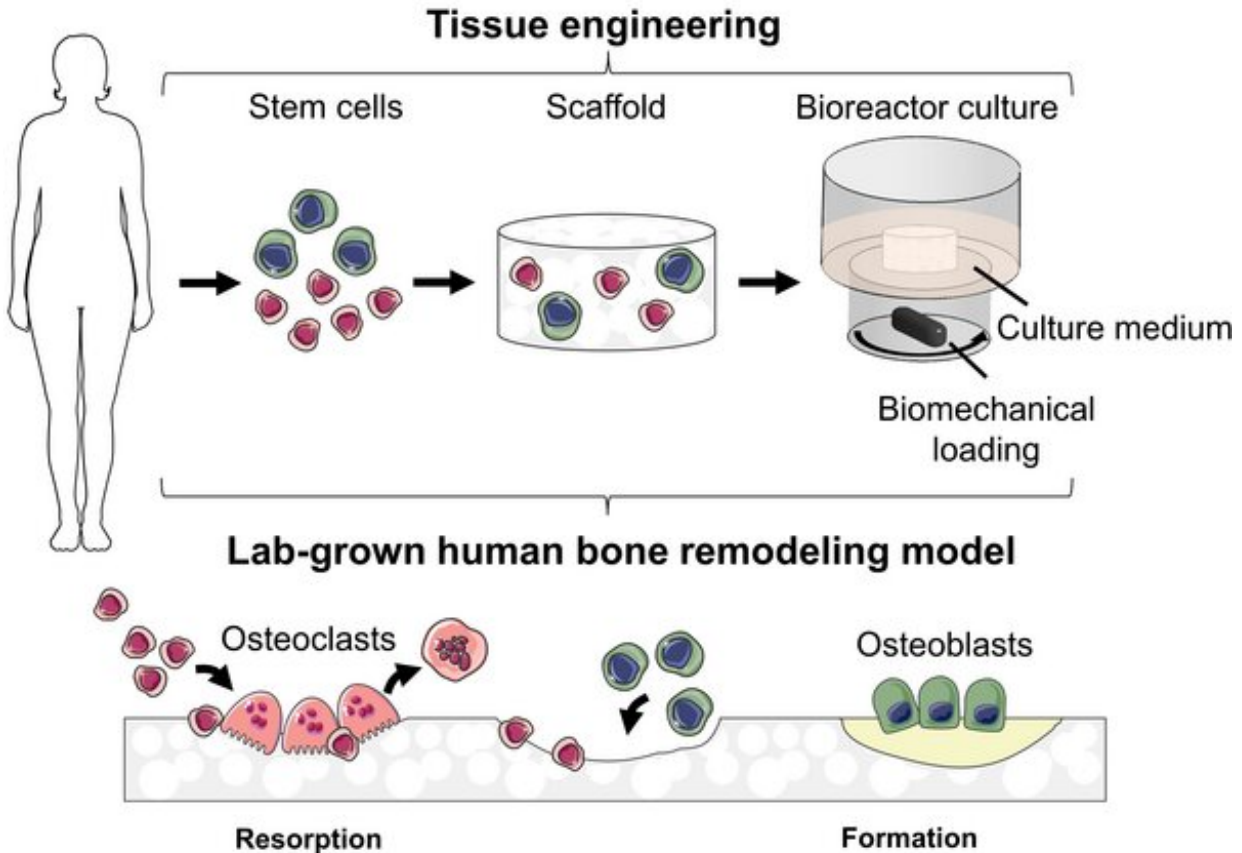 Tissue engineering
Stem cells
Scaffold
Bioreactor culture
Culture medium
Biomechanical
loading
Lab-grown human bone remodeling model
Osteoclasts
Osteoblasts
Resorption
Formation